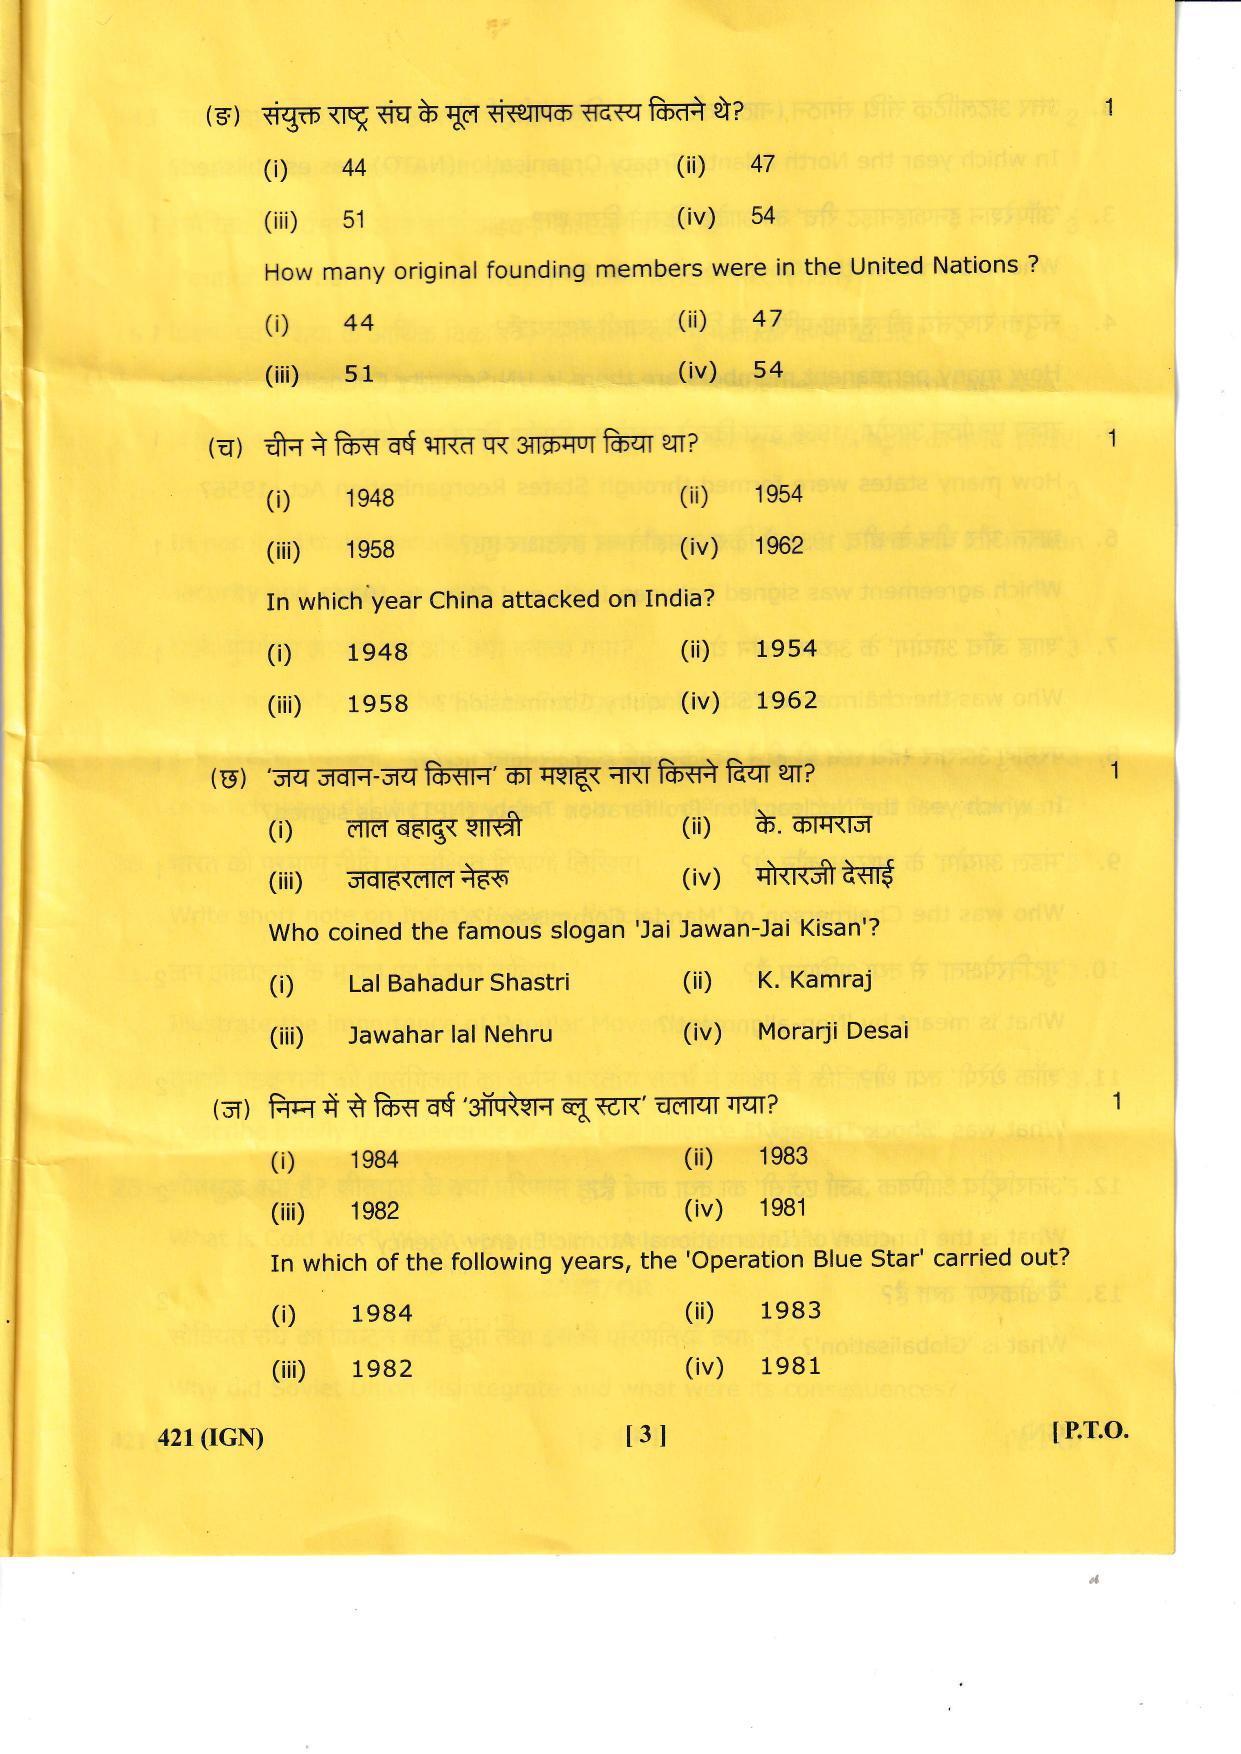 (ङ) संयुक्त राष्ट्र संघ के मूल संस्थापक सदस्य कितने थे? 1
(i) 44 (ii) 47
(iii) 51 (iv) 54
How many original founding members were in the United Nations ?
(i) 44 (ii) 47
(iii) 51 (iv) 54
(च) चीन ने किस वर्ष भारत पर आक्रमण किया था? 1
(i) 1948 (ii) 1954
(iii) 1958 (iv) 1962
In which year China attacked on India?
(i) 1948 (ii) 1954
(iii) 1958 (iv) 1962
(छ) 'जय जवान-जय किसान' का मशहूर नारा किसने दिया था? 1
(i) लाल बहादुर शास्त्री (ii) के. कामराज
(iii) जवाहरलाल नेहरू (iv) मोरारजी देसाई
Who coined the famous slogan 'Jai Jawan-Jai Kisan'?
(i) Lal Bahadur Shastri (ii) K. Kamraj
(iii) Jawahar lal Nehru (iv) Morarji Desai
(ज) निम्न में से किस वर्ष 'ऑपरेशन ब्लू स्टार' चलाया गया? 1
(i) 1984 (ii) 1983
(iii) 1982 (iv) 1981
In which of the following years, the 'Operation Blue Star' carried out?
(i) 1984 (ii) 1983
(iii) 1982 (iv) 1981
421 (IGN) [ 3 ] [ P.T.O.